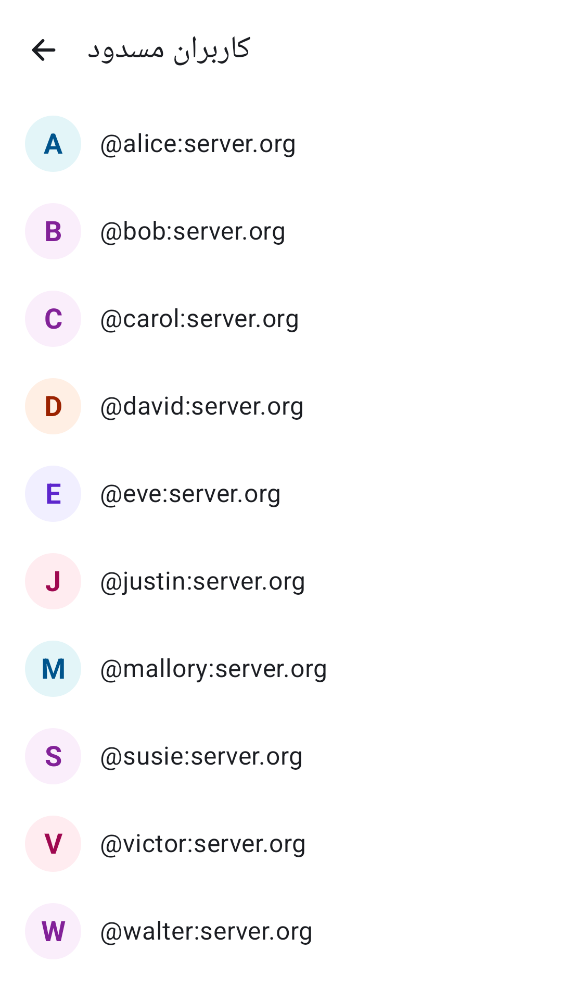 کاربران مسدود
A @alice:server.org
B @bob:server.org
C @carol:server.org
D @david:server.org
E @eve:server.org
J @justin:server.org
M @mallory:server.org
S @susie:server.org
V @victor:server.org
W @walter:server.org